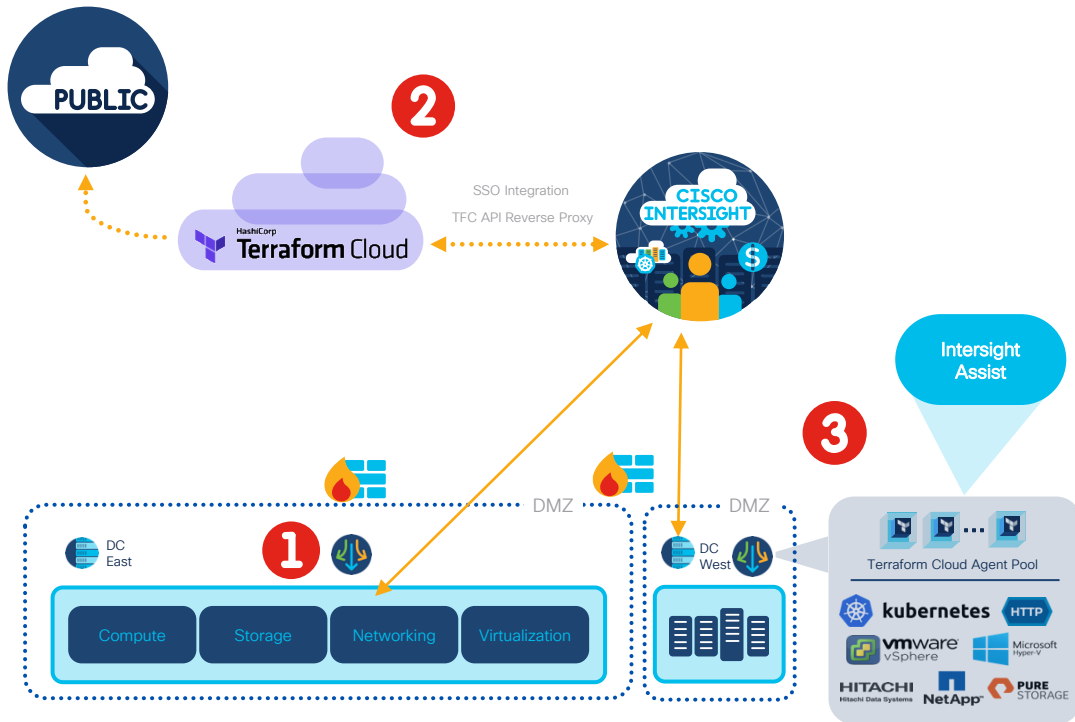 PUBLIC
2
HashiCorp
Terraform Cloud
SSO Integration
TFC API Reverse Proxy
CISCO
INTERSIGHT
$
Intersight
Assist
3
DMZ
DMZ
1
DC
East
DC
West
Compute
Storage
Networking
Virtualization
Terraform Cloud Agent Pool
kubernetes
HTTP
vmware
vSphere
Microsoft
Hyper-V
HITACHI
Hitachi Data Systems
NetApp
PURE
STORAGE